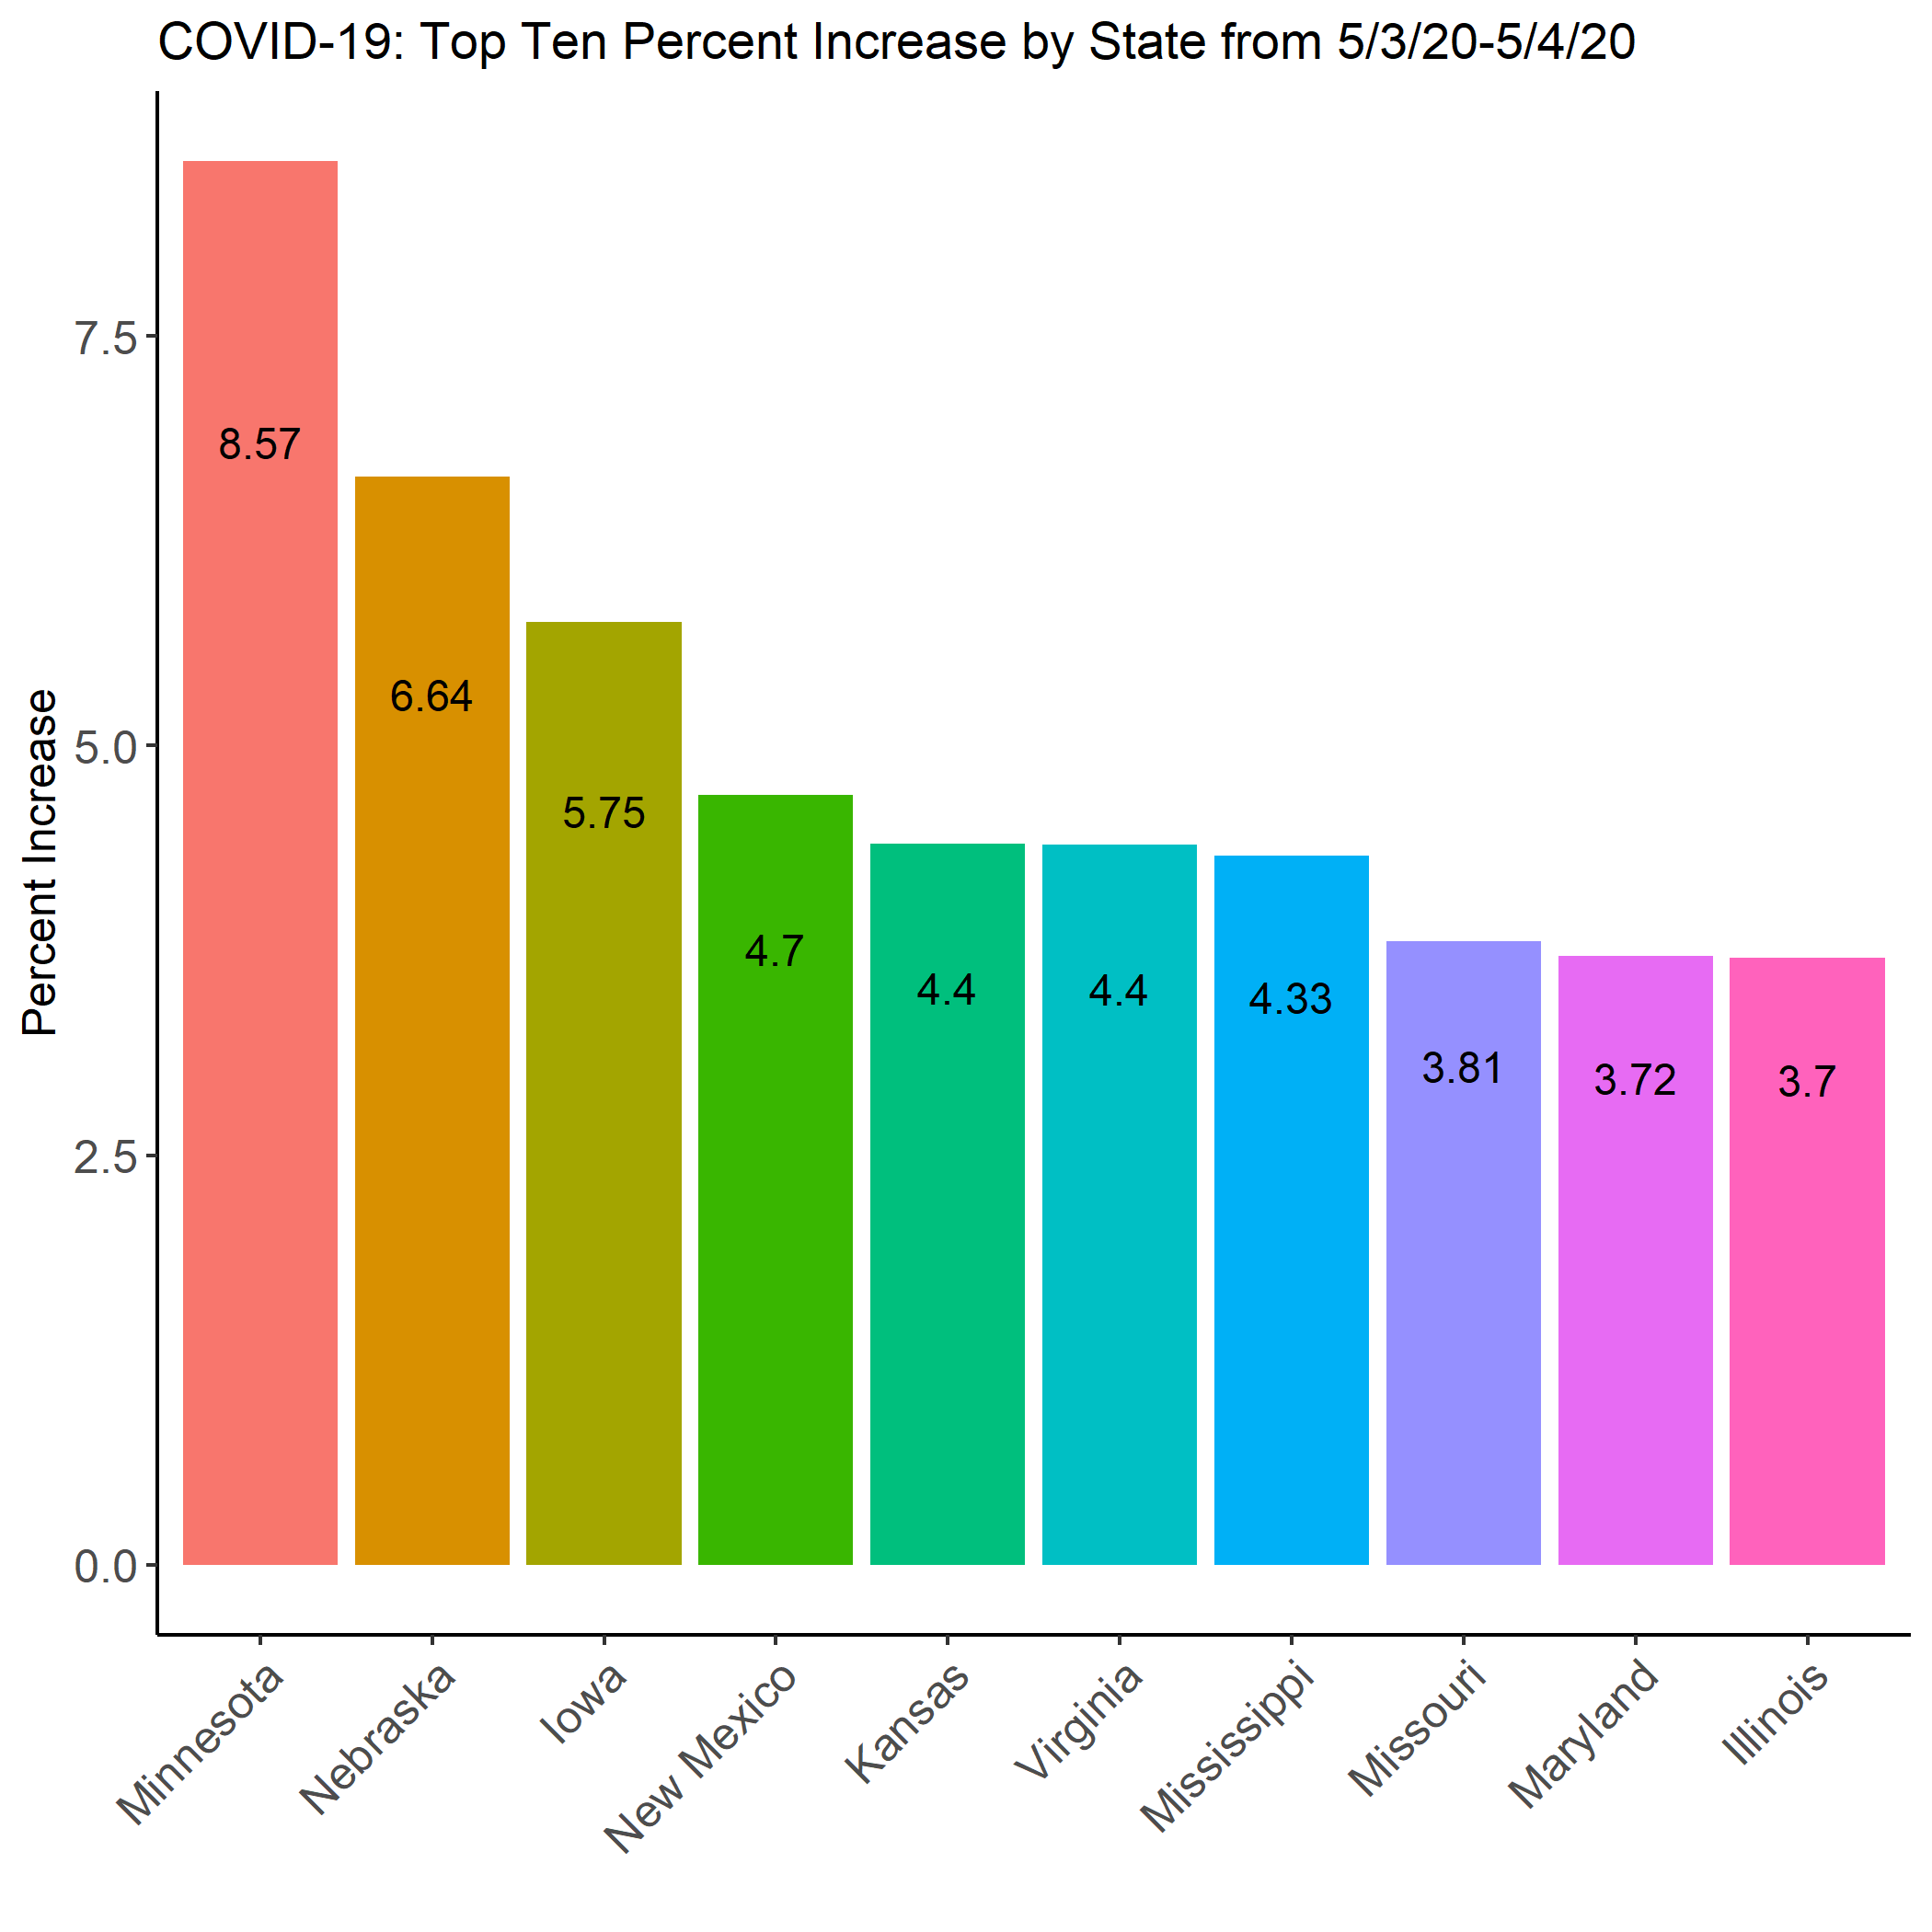 COVID-19: Top Ten Percent Increase by State from 5/3/20-5/4/20
Percent Increase
7.5
5.0
2.5
0.0
8.57
6.64
5.75
4.7
4.4
4.4
4.33
3.81
3.72
3.7
Minnesota
Nebraska
Iowa
New Mexico
Kansas
Virginia
Mississippi
Missouri
Maryland
Illinois